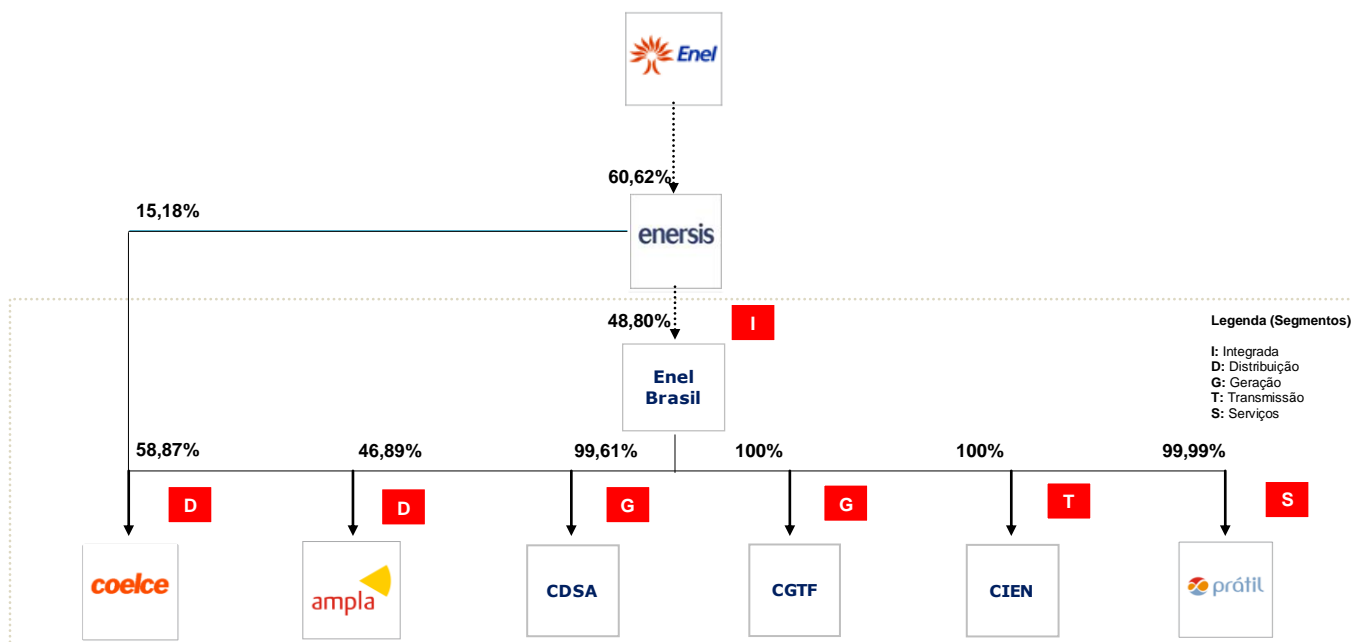 Enel
60,62%
15,18%
enersis
48,80%
I
Legenda (Segmentos)
I: Integrada
D: Distribuição
G: Geração
T: Transmissão
S: Serviços
Enel
Brasil
58,87%
46,89%
99,61%
100%
100%
99,99%
D
D
G
G
T
S
coelce
ampla
CDSA
CGTF
CIEN
prátil